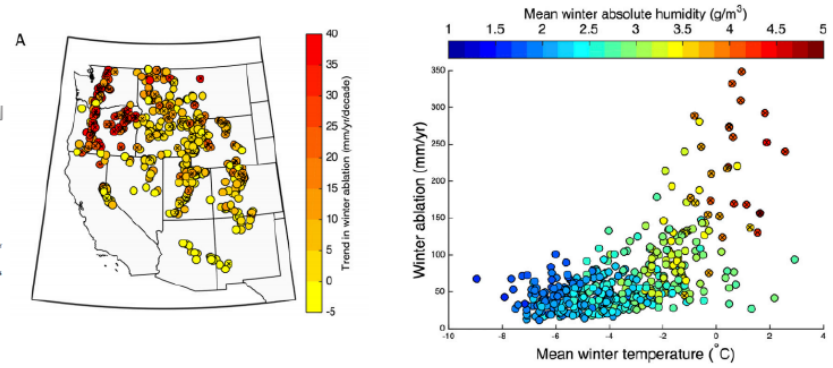 A
40
35
30
25
20
15
10
5
0
-5
Trend in winter ablation (mm/yr/decade)
Mean winter absolute humidity (g/m³)
1 1.5 2 2.5 3 3.5 4 4.5 5
350
300
250
200
150
100
50
0
Winter ablation (mm/yr)
-10 -8 -6 -4 -2 0 2 4
Mean winter temperature (°C)